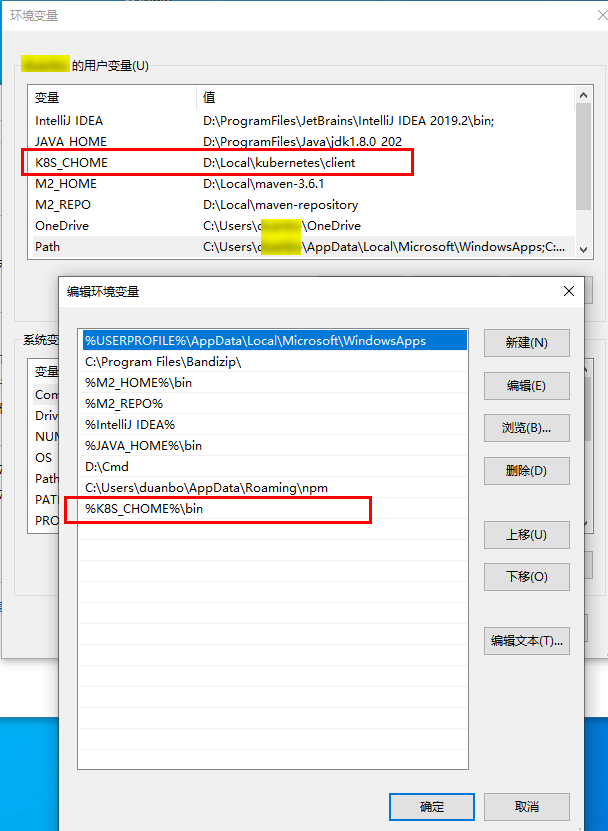 环境变量
的用户变量(U)
变量 值
IntelliJ IDEA D:\ProgramFiles\JetBrains\IntelliJ IDEA 2019.2\bin;
JAVA_HOME D:\ProgramFiles\Java\jdk1.8.0_202
K8S_CHOME D:\Local\kubernetes\client
M2_HOME D:\Local\maven-3.6.1
M2_REPO D:\Local\maven-repository
OneDrive C:\Users\ \OneDrive
Path C:\Users\ \AppData\Local\Microsoft\WindowsApps;C:...
编辑环境变量
%USERPROFILE%\AppData\Local\Microsoft\WindowsApps
C:\Program Files\Bandizip\
%M2_HOME%\bin
%M2_REPO%
%IntelliJ IDEA%
%JAVA_HOME%\bin
D:\Cmd
C:\Users\duanbo\AppData\Roaming\npm
%K8S_CHOME%\bin
新建(N)
编辑(E)
浏览(B)...
删除(D)
上移(U)
下移(O)
编辑文本(T)...
确定
取消
系统变
变量
Com
Driv
NUM
OS
Path
PAT
PRO